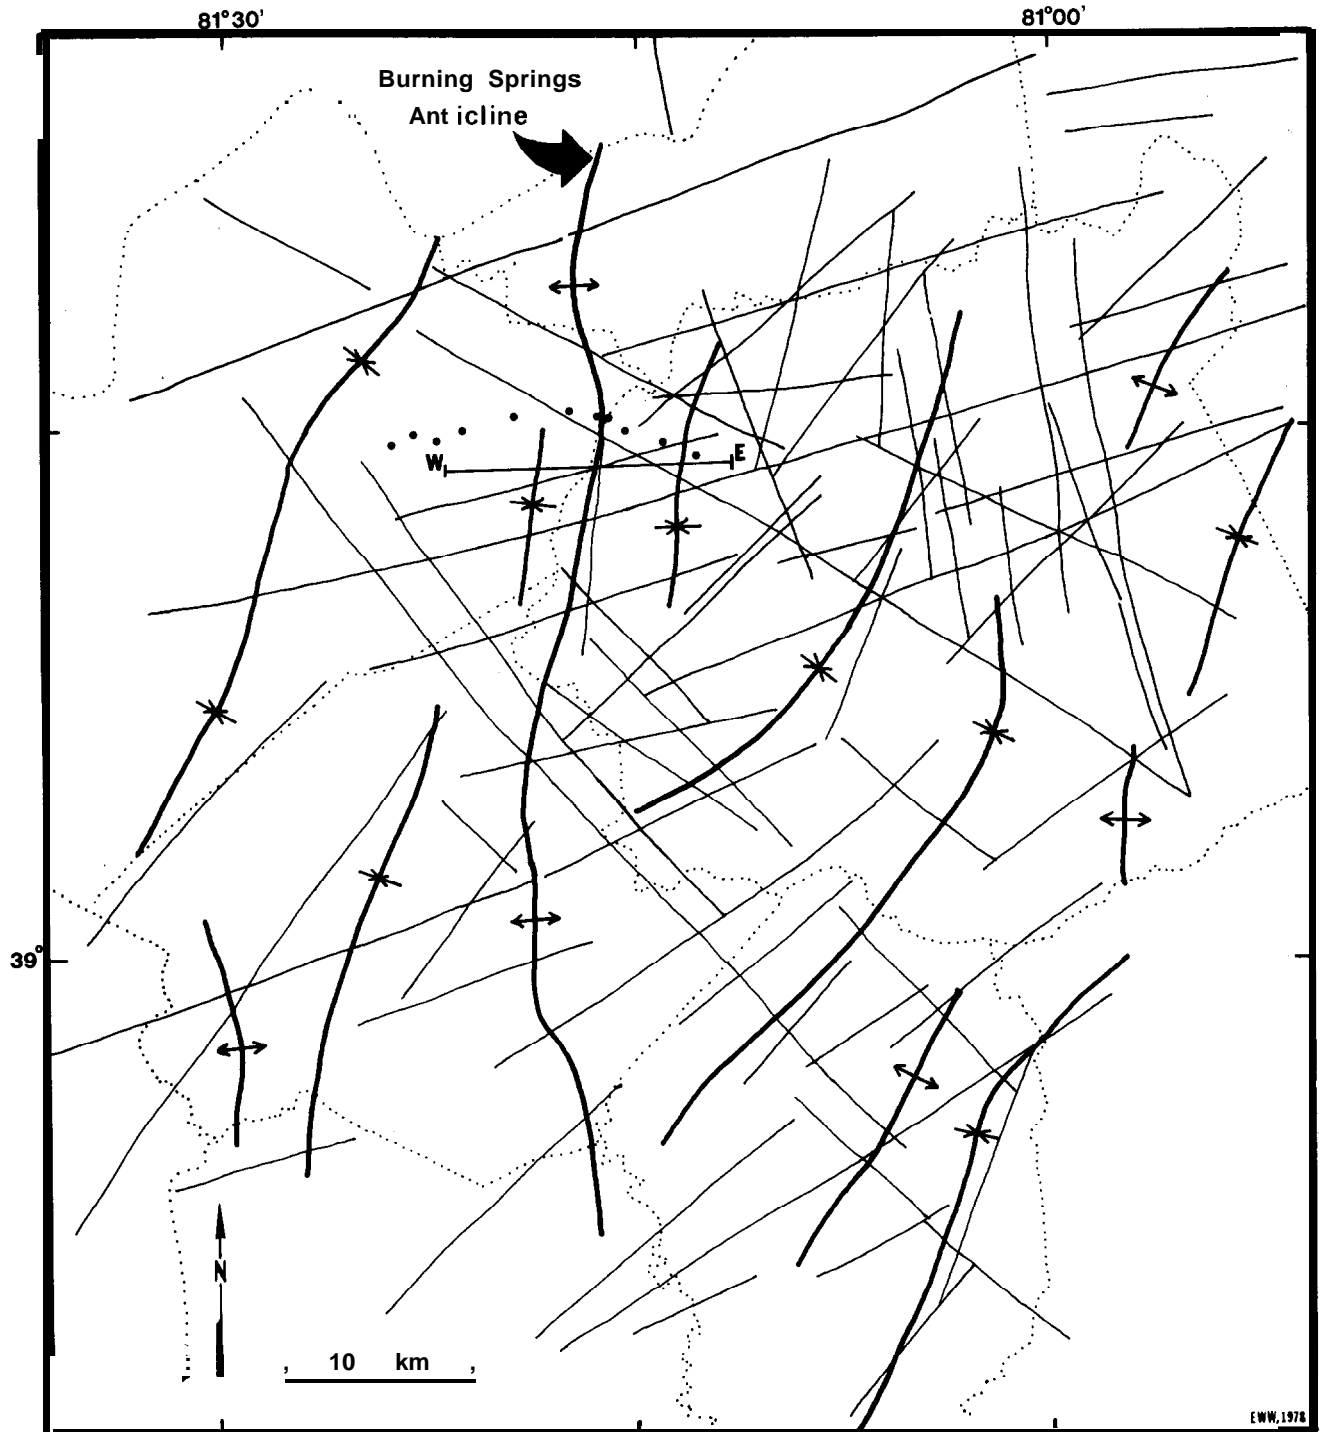 81°30'
81°00'
Burning Springs
Ant icline
W
E
39°
N
10 km
EWW, 1978